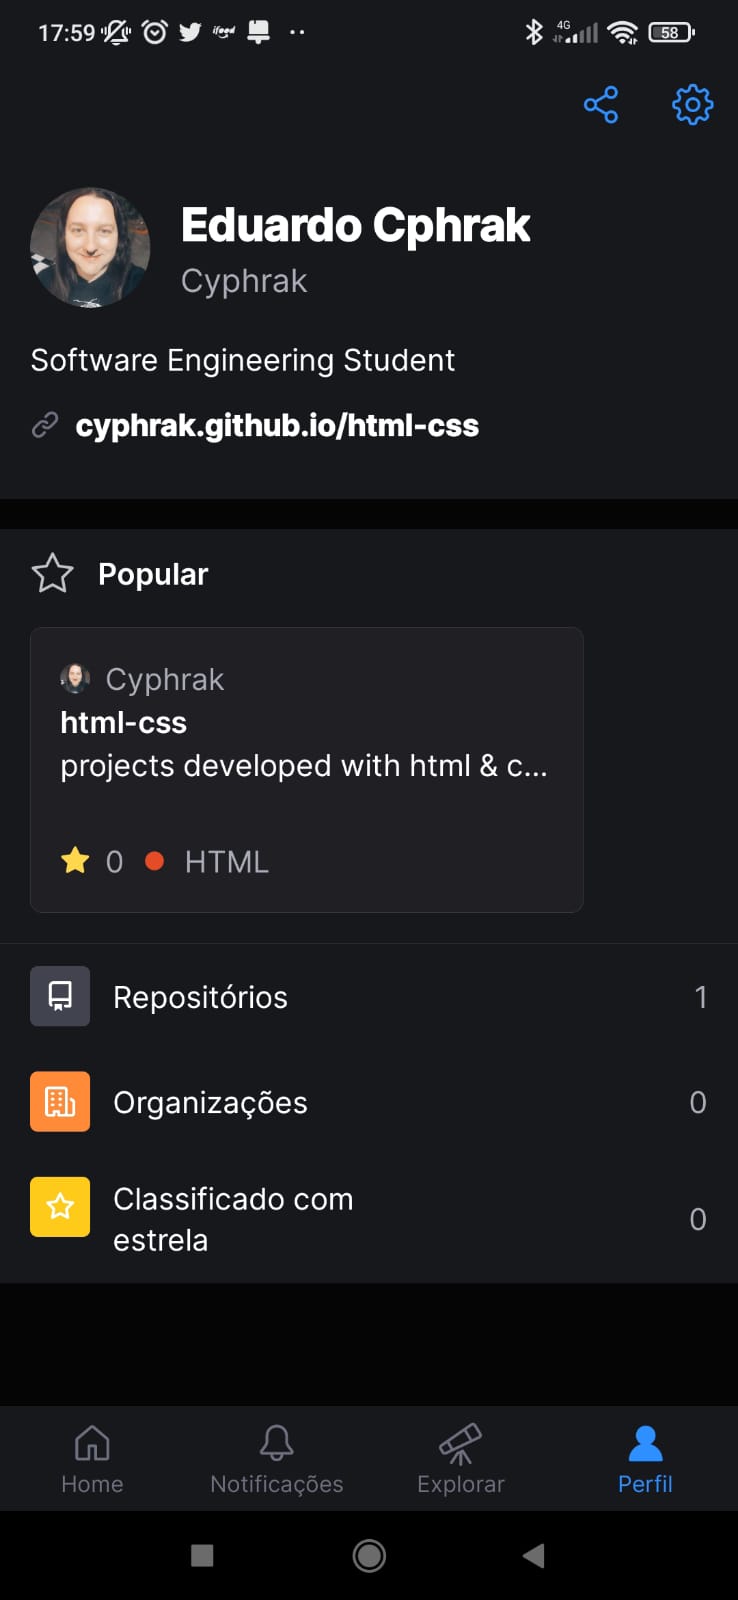 17:59 ifood 4G 58
Eduardo Cphrak
Cyphrak
Software Engineering Student
cyphrak.github.io/html-css
Popular
Cyphrak
html-css
projects developed with html & c...
0 HTML
Repositórios 1
Organizações 0
Classificado com
estrela 0
Home Notificações Explorar Perfil